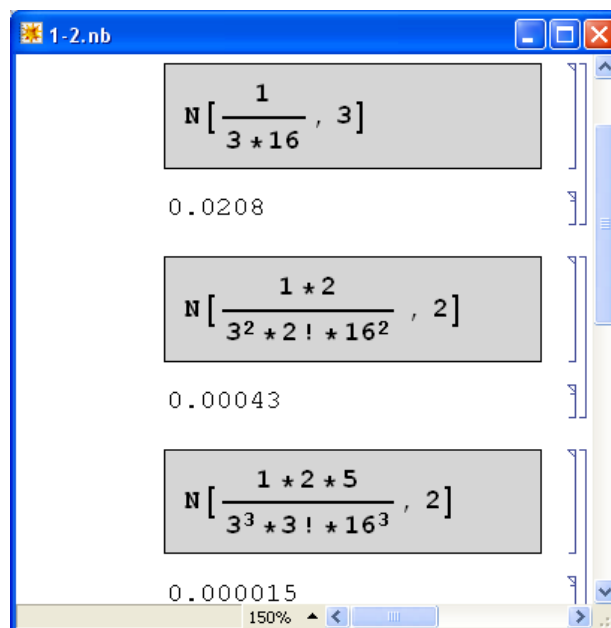 1-2.nb
N[1/(3*16), 3]
0.0208
N[(1*2)/(3²*2!*16²), 2]
0.00043
N[(1*2*5)/(3³*3!*16³), 2]
0.000015
150%